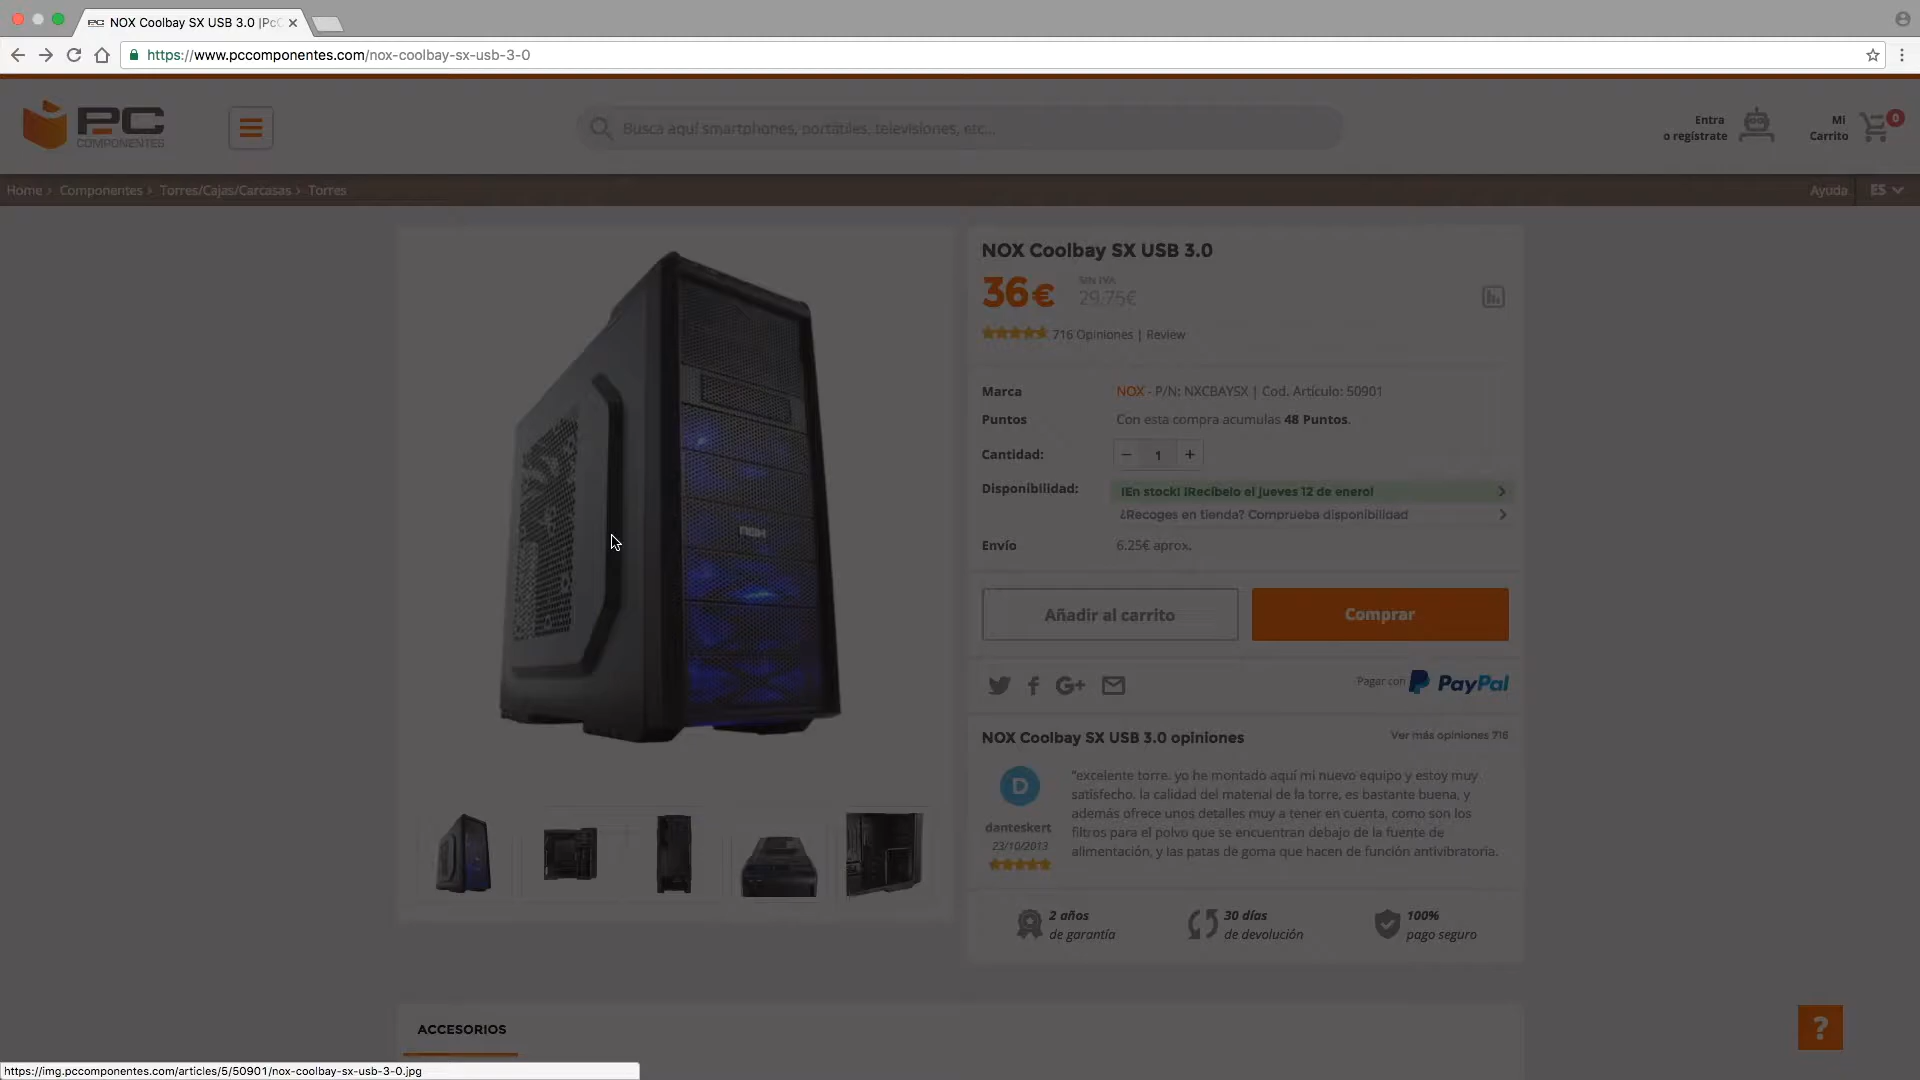 NOX Coolbay SX USB 3.0 |PcC
https://www.pccomponentes.com/nox-coolbay-sx-usb-3-0
PC
COMPONENTES
Busca aquí smartphones, portátiles, televisiones, etc...
Entra
o regístrate
Mi
Carrito
0
Home › Componentes › Torres/Cajas/Carcasas › Torres
Ayuda
ES
NOX Coolbay SX USB 3.0
36€
SIN IVA
29.75€
716 Opiniones | Review
Marca
NOX - P/N: NXCBAYSX | Cod. Artículo: 50901
Puntos
Con esta compra acumulas 48 Puntos.
Cantidad:
− 1 +
Disponibilidad:
¡En stock! ¡Recíbelo el jueves 12 de enero!
¿Recoges en tienda? Comprueba disponibilidad
Envío
6.25€ aprox.
nox
Añadir al carrito
Comprar
Pagar con PayPal
NOX Coolbay SX USB 3.0 opiniones
Ver más opiniones 716
D
danteskert
23/10/2013
"excelente torre. yo he montado aquí mi nuevo equipo y estoy muy
satisfecho. la calidad del material de la torre, es bastante buena, y
además ofrece unos detalles muy a tener en cuenta, como son los
filtros para el polvo que se encuentran debajo de la fuente de
alimentación, y las patas de goma que hacen de función antivibratoria.
2 años
de garantía
30 días
de devolución
100%
pago seguro
ACCESORIOS
?
https://img.pccomponentes.com/articles/5/50901/nox-coolbay-sx-usb-3-0.jpg